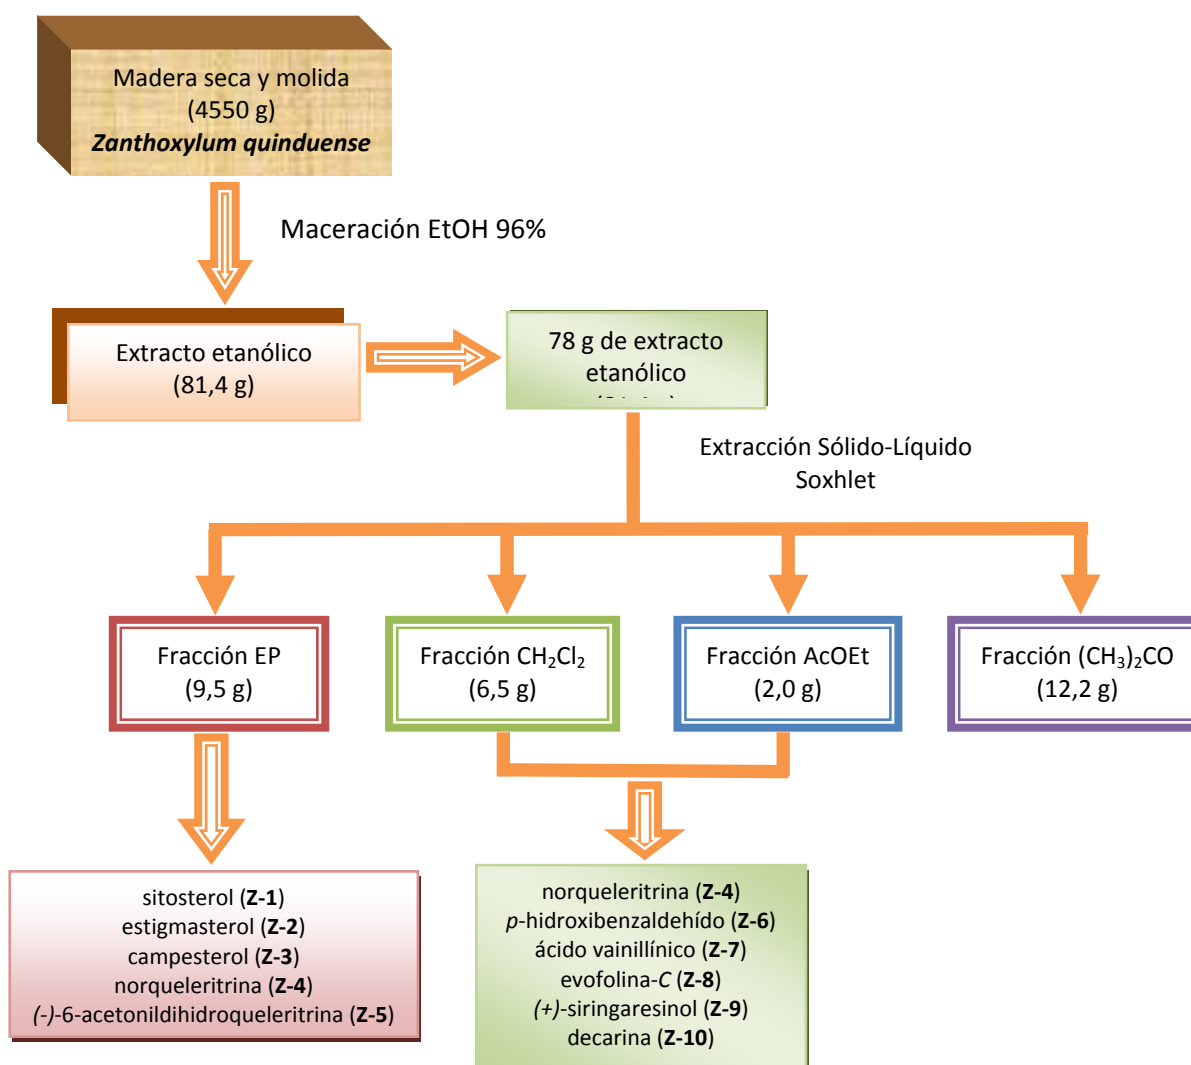 Madera seca y molida
(4550 g)
Zanthoxylum quinduense
Maceración EtOH 96%
Extracto etanólico
(81,4 g)
78 g de extracto
etanólico
Extracción Sólido-Líquido
Soxhlet
Fracción EP
(9,5 g)
Fracción CH₂Cl₂
(6,5 g)
Fracción AcOEt
(2,0 g)
Fracción (CH₃)₂CO
(12,2 g)
sitosterol (Z-1)
estigmasterol (Z-2)
campesterol (Z-3)
norqueleritrina (Z-4)
(-)-6-acetonildihidroqueleritrina (Z-5)
norqueleritrina (Z-4)
p-hidroxibenzaldehído (Z-6)
ácido vainillínico (Z-7)
evofolina-C (Z-8)
(+)-siringaresinol (Z-9)
decarina (Z-10)